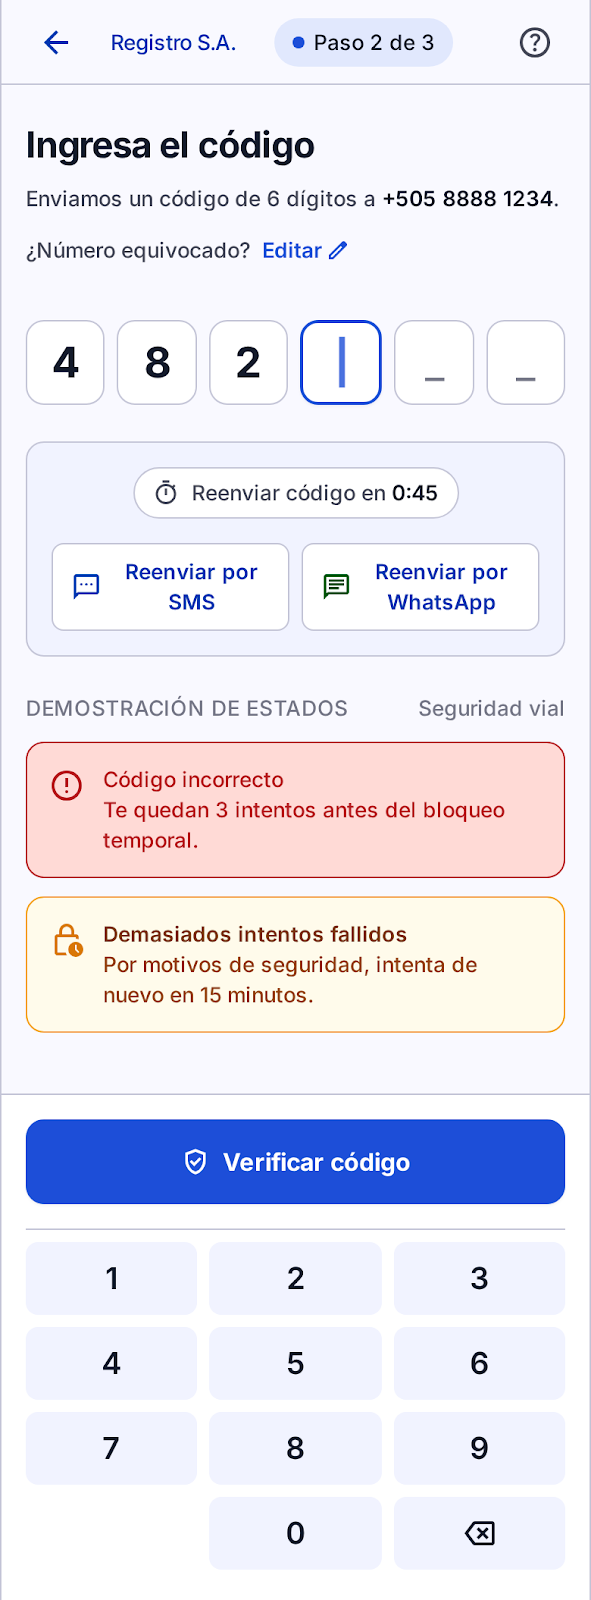 Registro S.A.
Paso 2 de 3
Ingresa el código
Enviamos un código de 6 dígitos a +505 8888 1234.
¿Número equivocado? Editar
4 8 2 _ _
Reenviar código en 0:45
Reenviar por
SMS
Reenviar por
WhatsApp
DEMOSTRACIÓN DE ESTADOS
Seguridad vial
Código incorrecto
Te quedan 3 intentos antes del bloqueo
temporal.
Demasiados intentos fallidos
Por motivos de seguridad, intenta de
nuevo en 15 minutos.
Verificar código
1 2 3
4 5 6
7 8 9
0